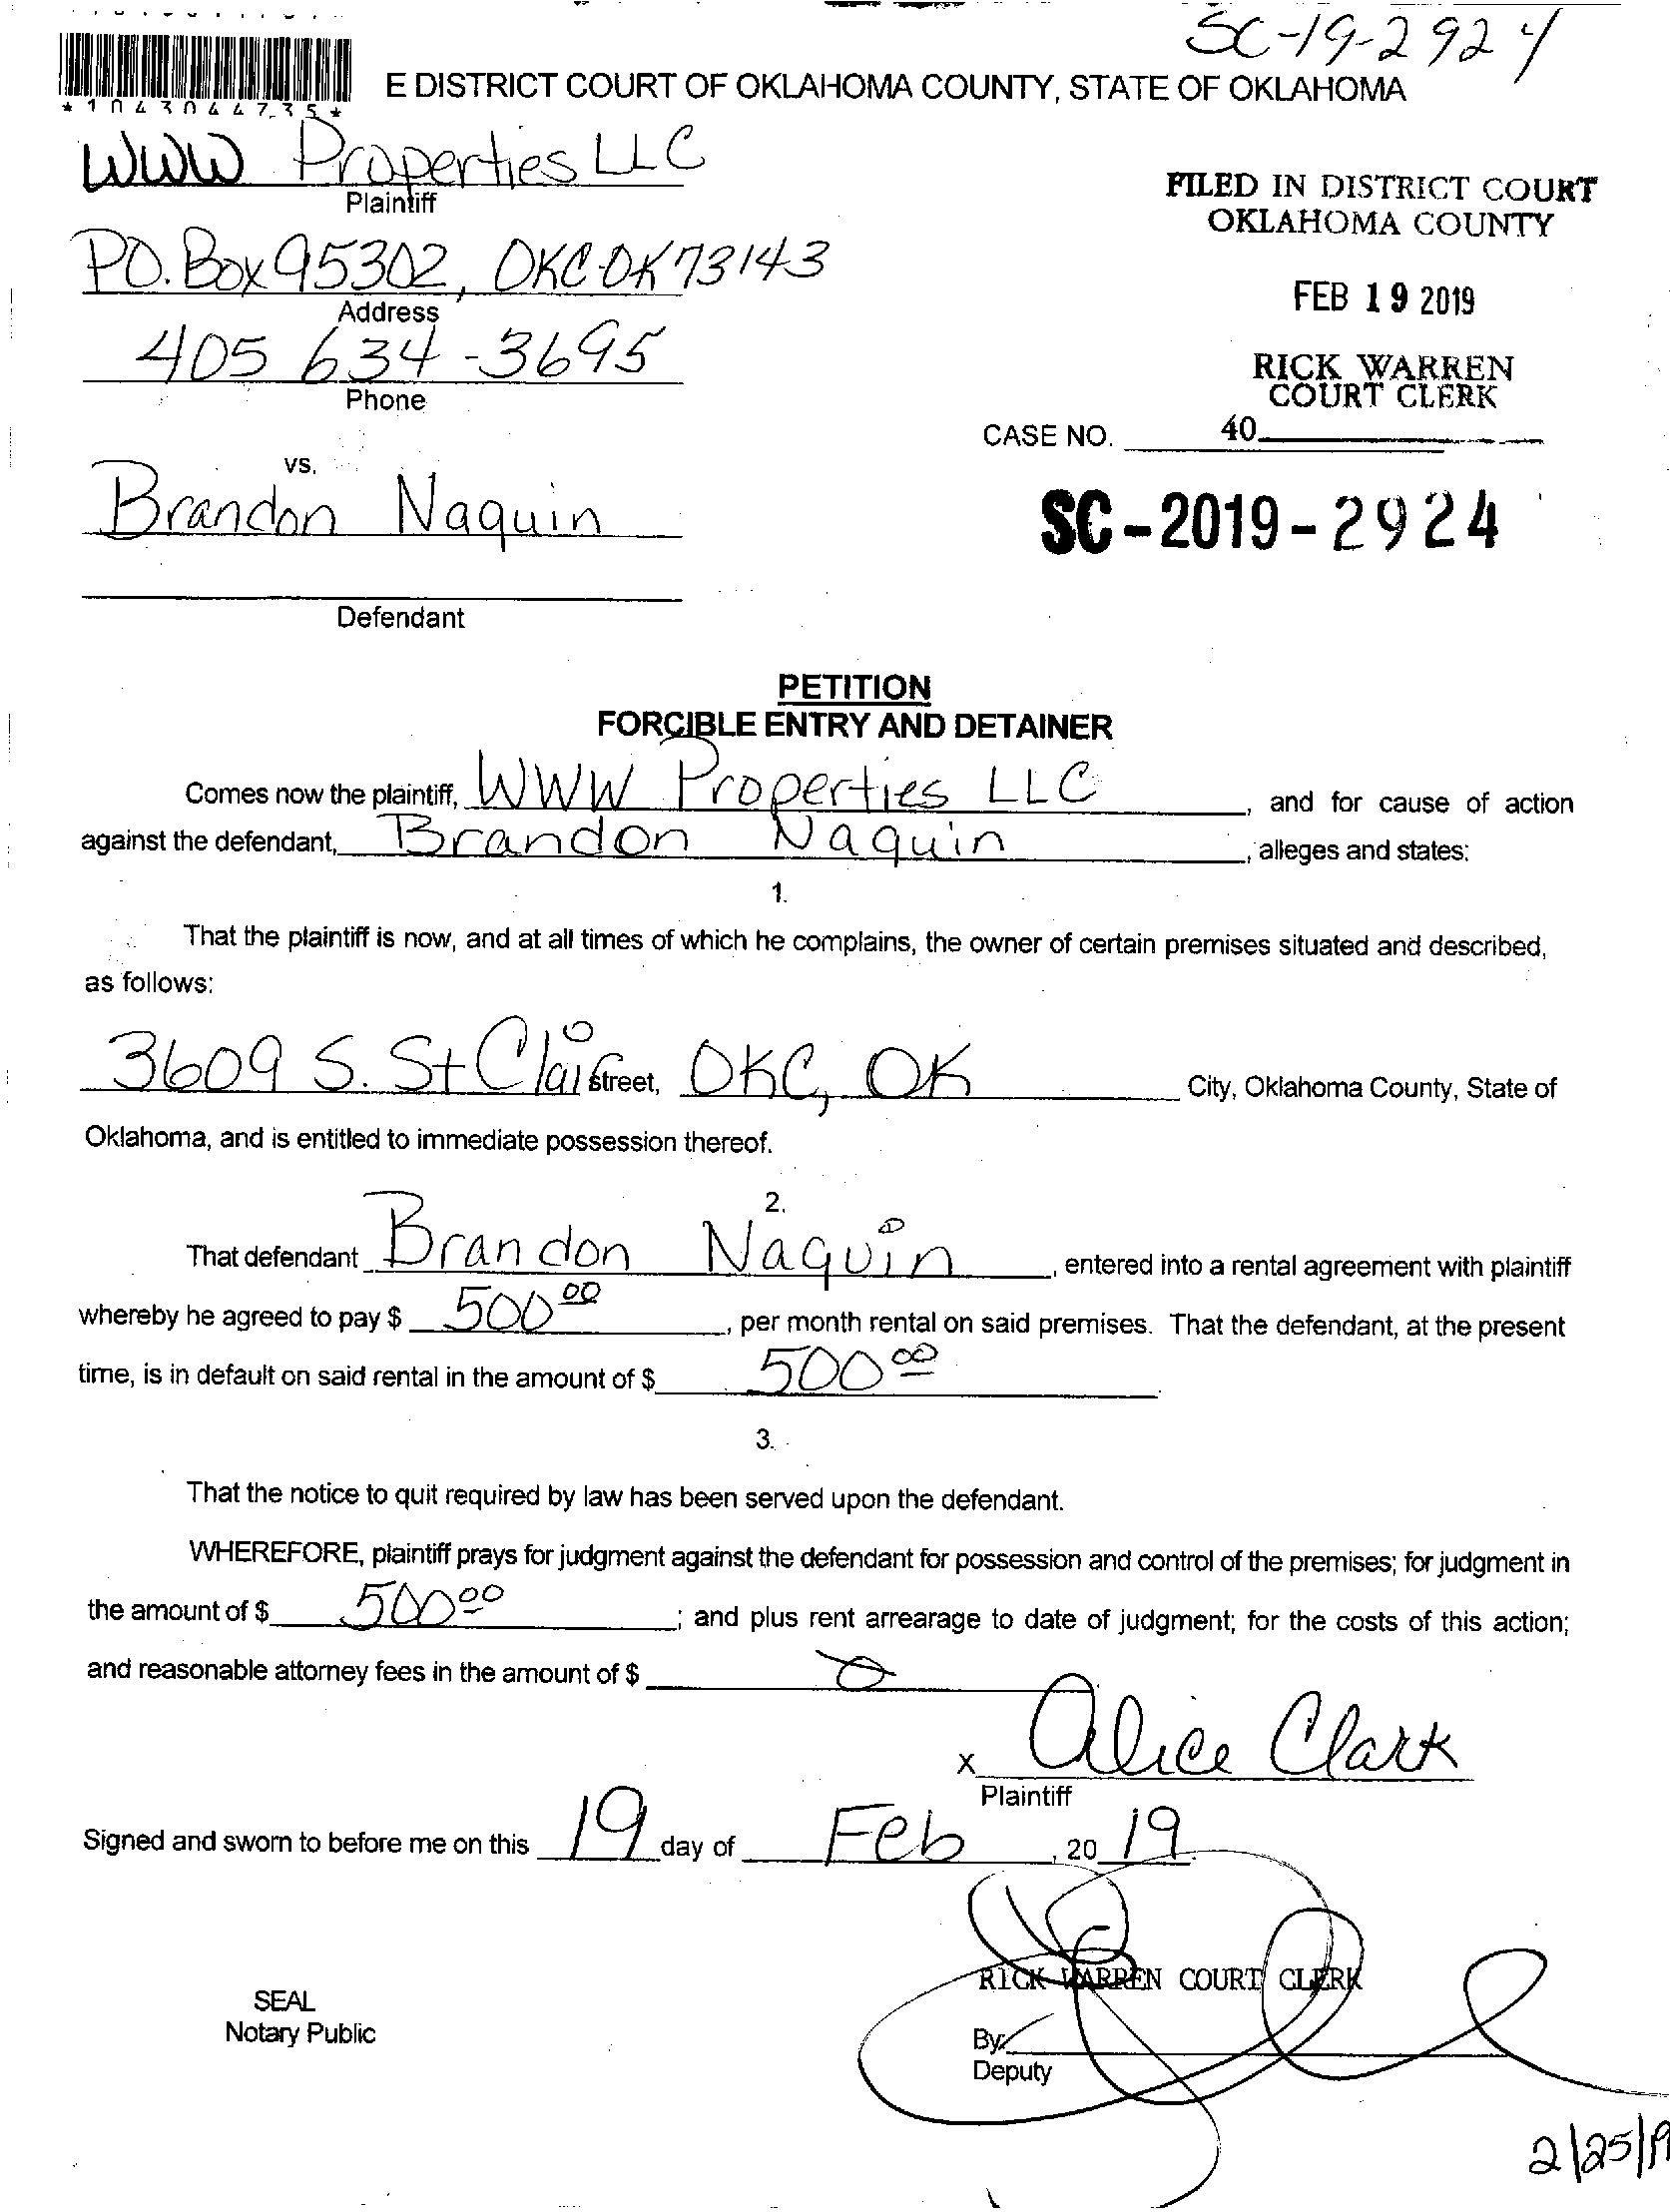 SC-19-2924
*1043044735*
E DISTRICT COURT OF OKLAHOMA COUNTY, STATE OF OKLAHOMA
WWW Properties LLC
Plaintiff
P.O. Box 95302, OKC OK 73143
Address
405 634-3695
Phone
FILED IN DISTRICT COURT
OKLAHOMA COUNTY
FEB 19 2019
RICK WARREN
COURT CLERK
CASE NO. 40
SC-2019-2924
vs.
Brandon Naquin
Defendant
PETITION
FORCIBLE ENTRY AND DETAINER
Comes now the plaintiff, WWW Properties LLC, and for cause of action
against the defendant, Brandon Naquin, alleges and states:
1.
That the plaintiff is now, and at all times of which he complains, the owner of certain premises situated and described,
as follows:
3609 S. St Clair Street, OKC, OK City, Oklahoma County, State of
Oklahoma, and is entitled to immediate possession thereof.
2.
That defendant Brandon Naquin, entered into a rental agreement with plaintiff
whereby he agreed to pay $ 500.00, per month rental on said premises. That the defendant, at the present
time, is in default on said rental in the amount of $ 500.00.
3.
That the notice to quit required by law has been served upon the defendant.
WHEREFORE, plaintiff prays for judgment against the defendant for possession and control of the premises; for judgment in
the amount of $ 500.00; and plus rent arrearage to date of judgment; for the costs of this action;
and reasonable attorney fees in the amount of $ 0
x Alice Clark
Plaintiff
Signed and sworn to before me on this 19 day of Feb, 2019.
RICK WARREN COURT CLERK
SEAL
Notary Public
By:
Deputy
2/25/19